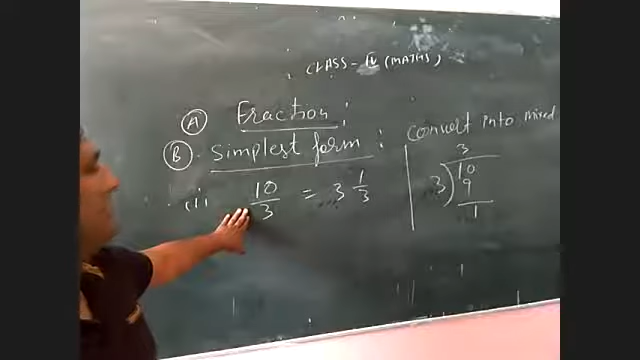 CLASS - IV (MATHS)
(A) Fraction :
(B) . Simplest form : Convert into mixed
(i) 10/3 = 3 1/3
3
3)10
9
1